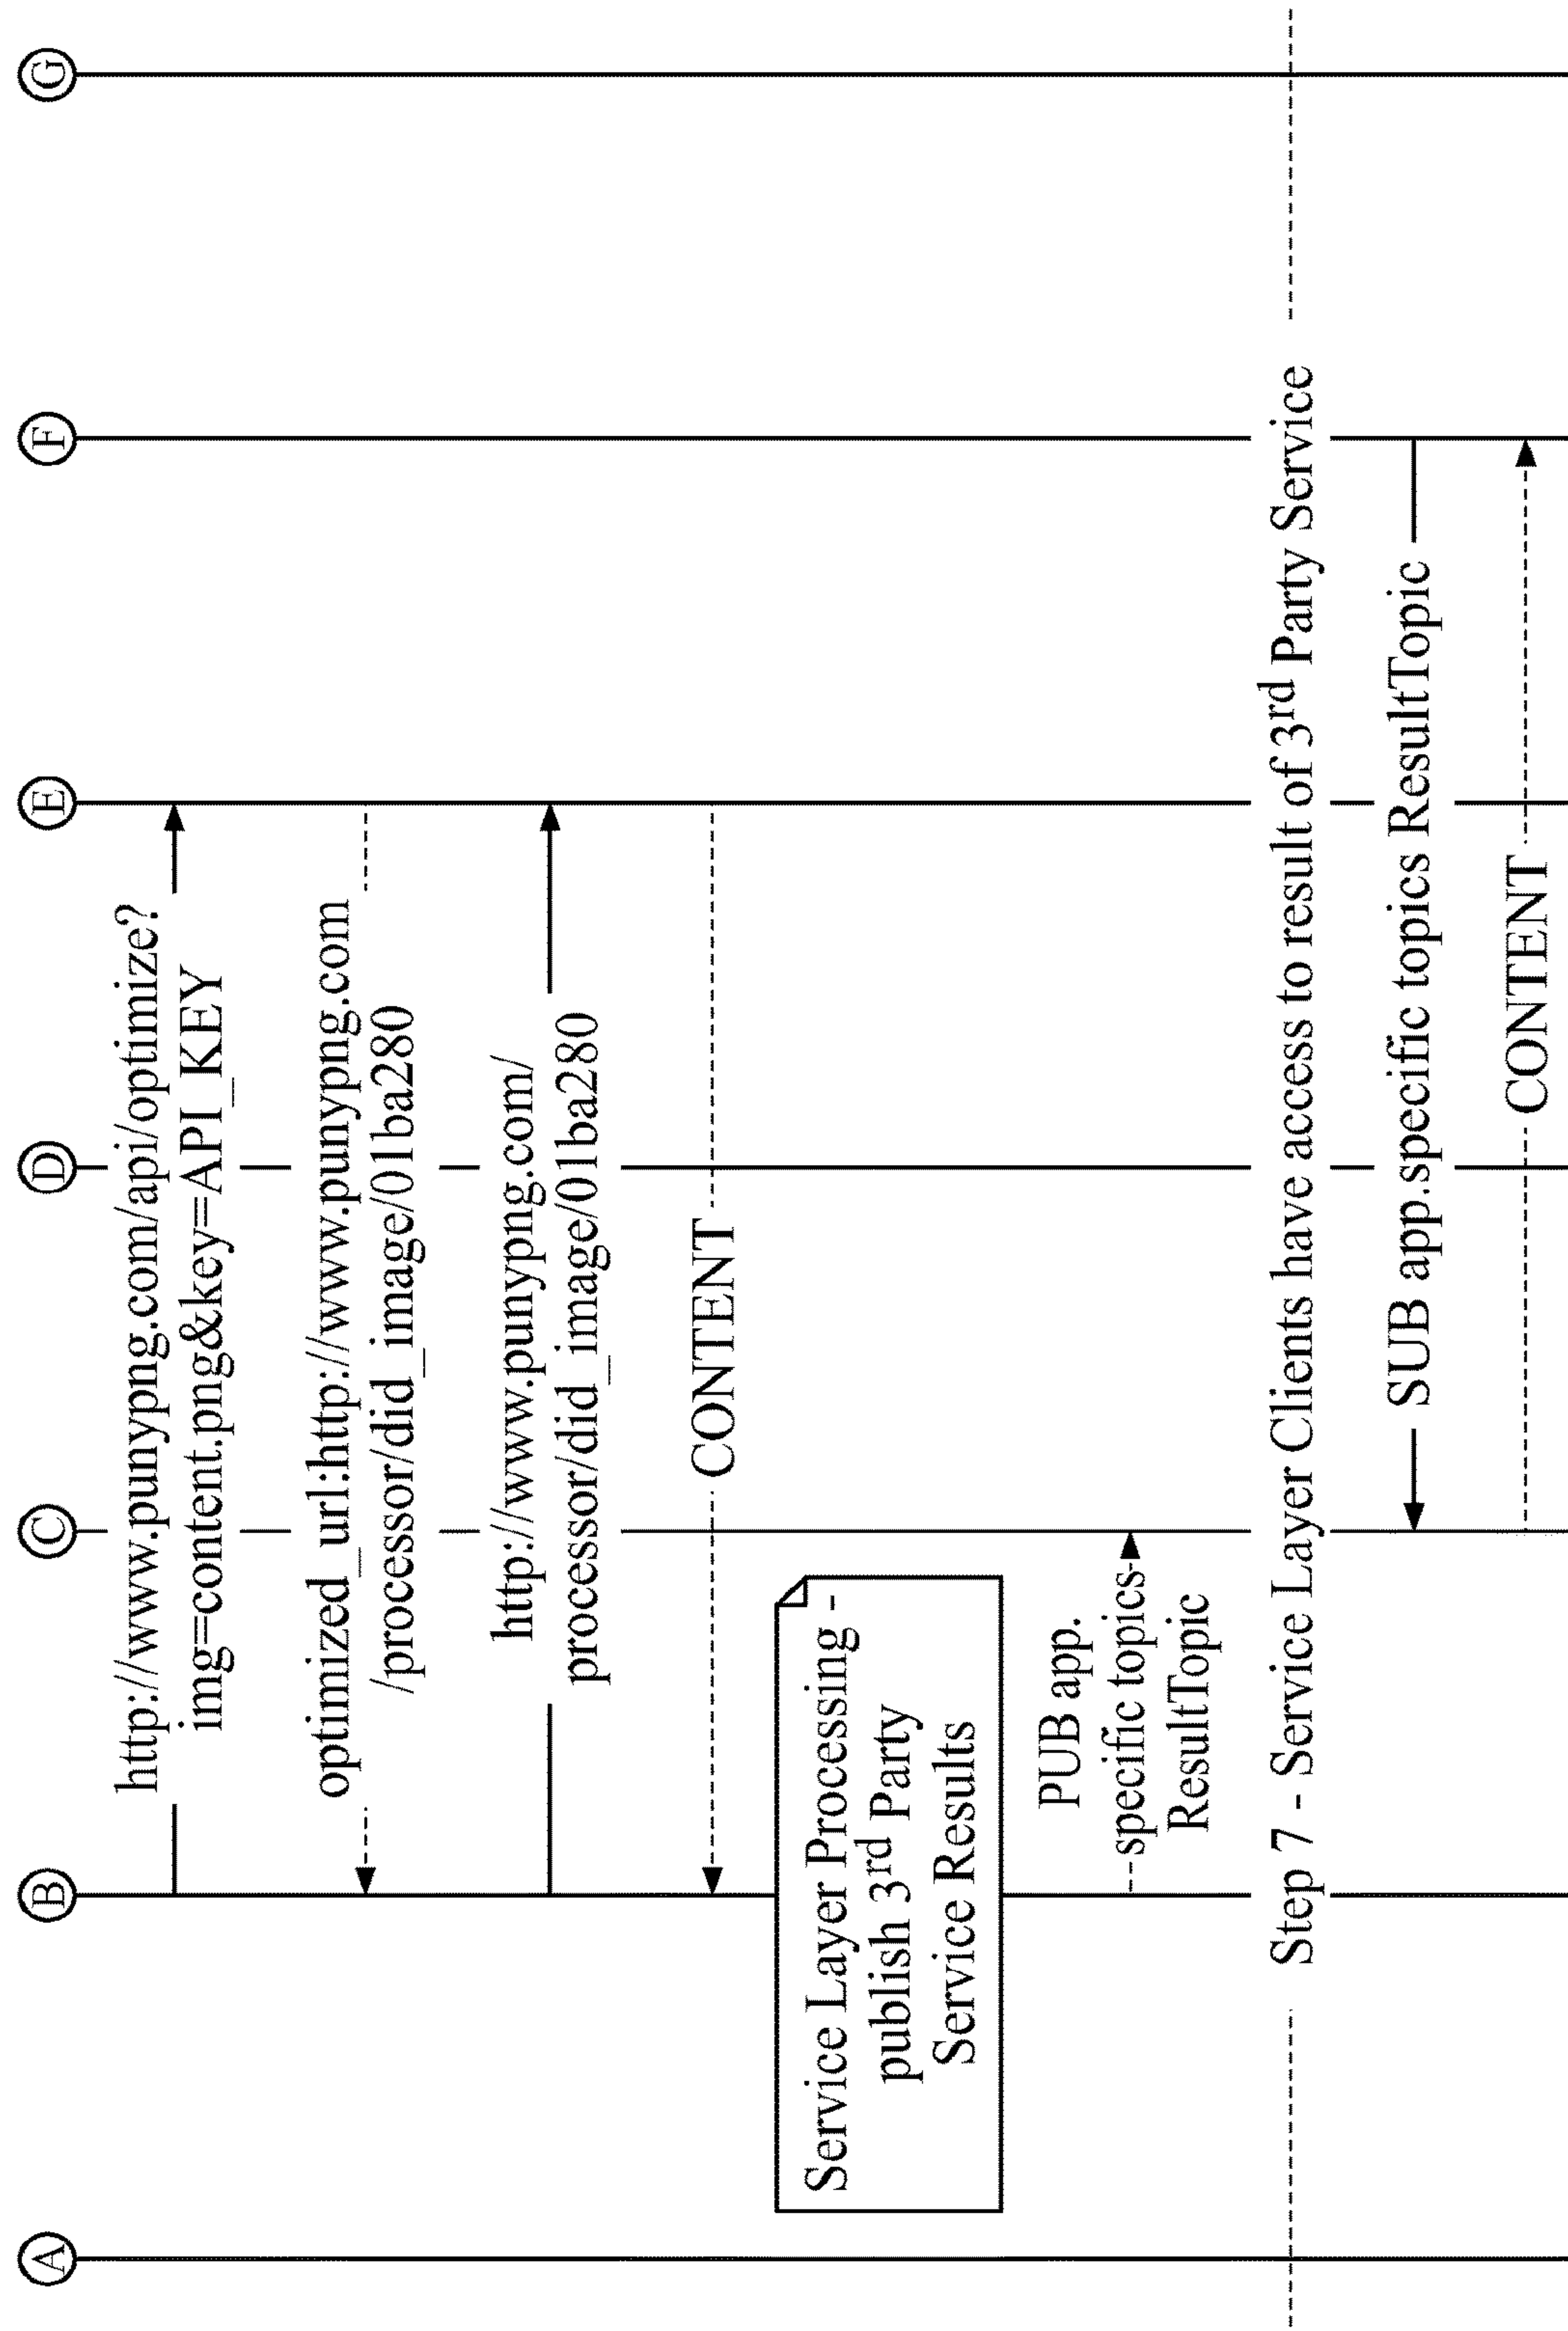 A
B
C
D
E
F
G
http://www.punypng.com/api/optimize?
img=content.png&key=API_KEY
optimized_url:http://www.punypng.com
/processor/did_image/01ba280
http://www.punypng.com/
processor/did_image/01ba280
CONTENT
Service Layer Processing -
publish 3rd Party
Service Results
PUB app.
specific topics
ResultTopic
Step 7 - Service Layer Clients have access to result of 3rd Party Service
SUB app.specific topics ResultTopic
CONTENT